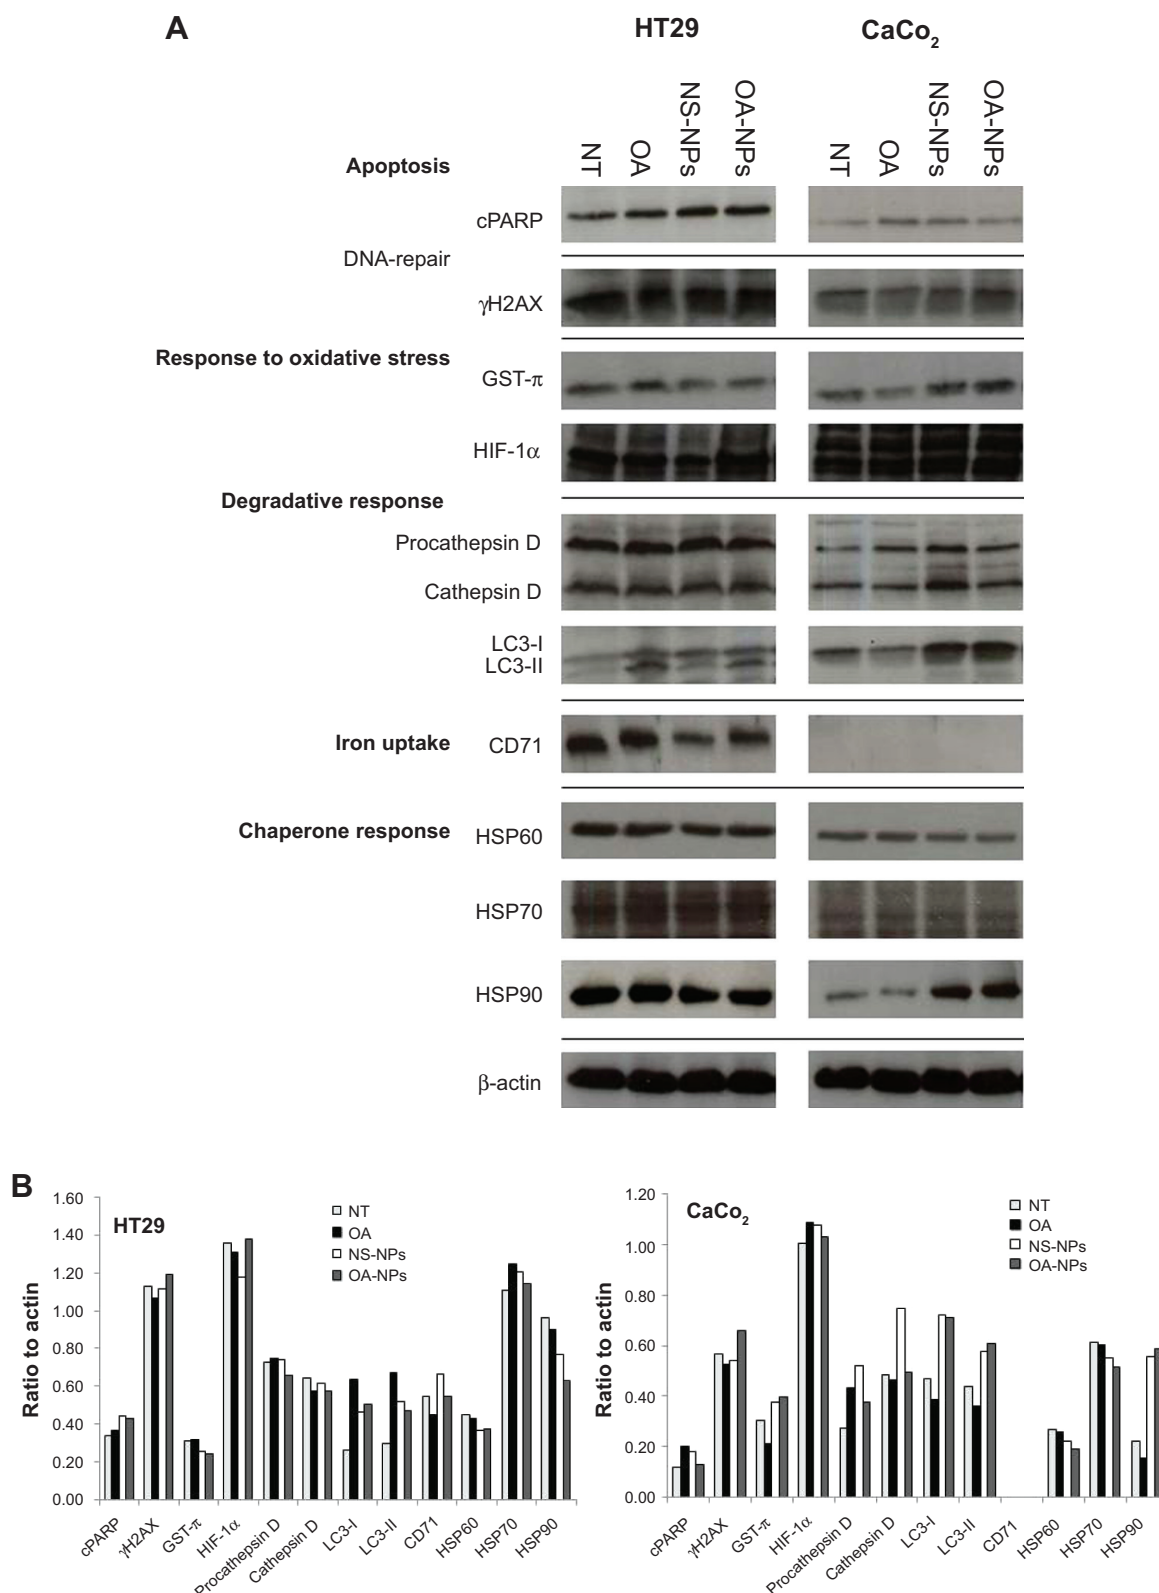 A
HT29
CaCo2
NT
OA
NS-NPs
OA-NPs
NT
OA
NS-NPs
OA-NPs
Apoptosis
cPARP
DNA-repair
γH2AX
Response to oxidative stress
GST-π
HIF-1α
Degradative response
Procathepsin D
Cathepsin D
LC3-I
LC3-II
Iron uptake
CD71
Chaperone response
HSP60
HSP70
HSP90
β-actin
B
HT29
Ratio to actin
1.60
1.40
1.20
1.00
0.80
0.60
0.40
0.20
0.00
NT
OA
NS-NPs
OA-NPs
cPARP
γH2AX
GST-π
HIF-1α
Procathepsin D
Cathepsin D
LC3-I
LC3-II
CD71
HSP60
HSP70
HSP90
CaCo2
Ratio to actin
1.20
1.00
0.80
0.60
0.40
0.20
0.00
NT
OA
NS-NPs
OA-NPs
cPARP
γH2AX
GST-π
HIF-1α
Procathepsin D
Cathepsin D
LC3-I
LC3-II
CD71
HSP60
HSP70
HSP90